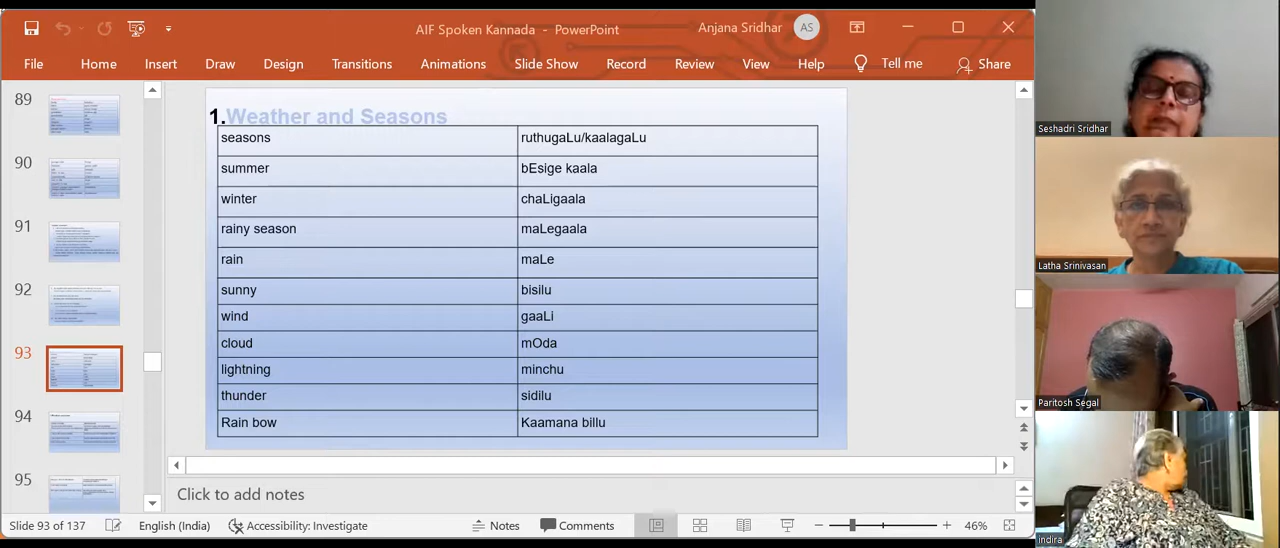 AIF Spoken Kannada - PowerPoint
Anjana Sridhar
AS
File Home Insert Draw Design Transitions Animations Slide Show Record Review View Help Tell me Share
89
90
91
92
93
94
95
1.Weather and Seasons
seasons ruthugaLu/kaalagaLu
summer bEsige kaala
winter chaLigaala
rainy season maLegaala
rain maLe
sunny bisilu
wind gaaLi
cloud mOda
lightning minchu
thunder sidilu
Rain bow Kaamana billu
Click to add notes
Slide 93 of 137 English (India) Accessibility: Investigate Notes Comments 46%
Seshadri Sridhar
Latha Srinivasan
Paritosh Segal
indira